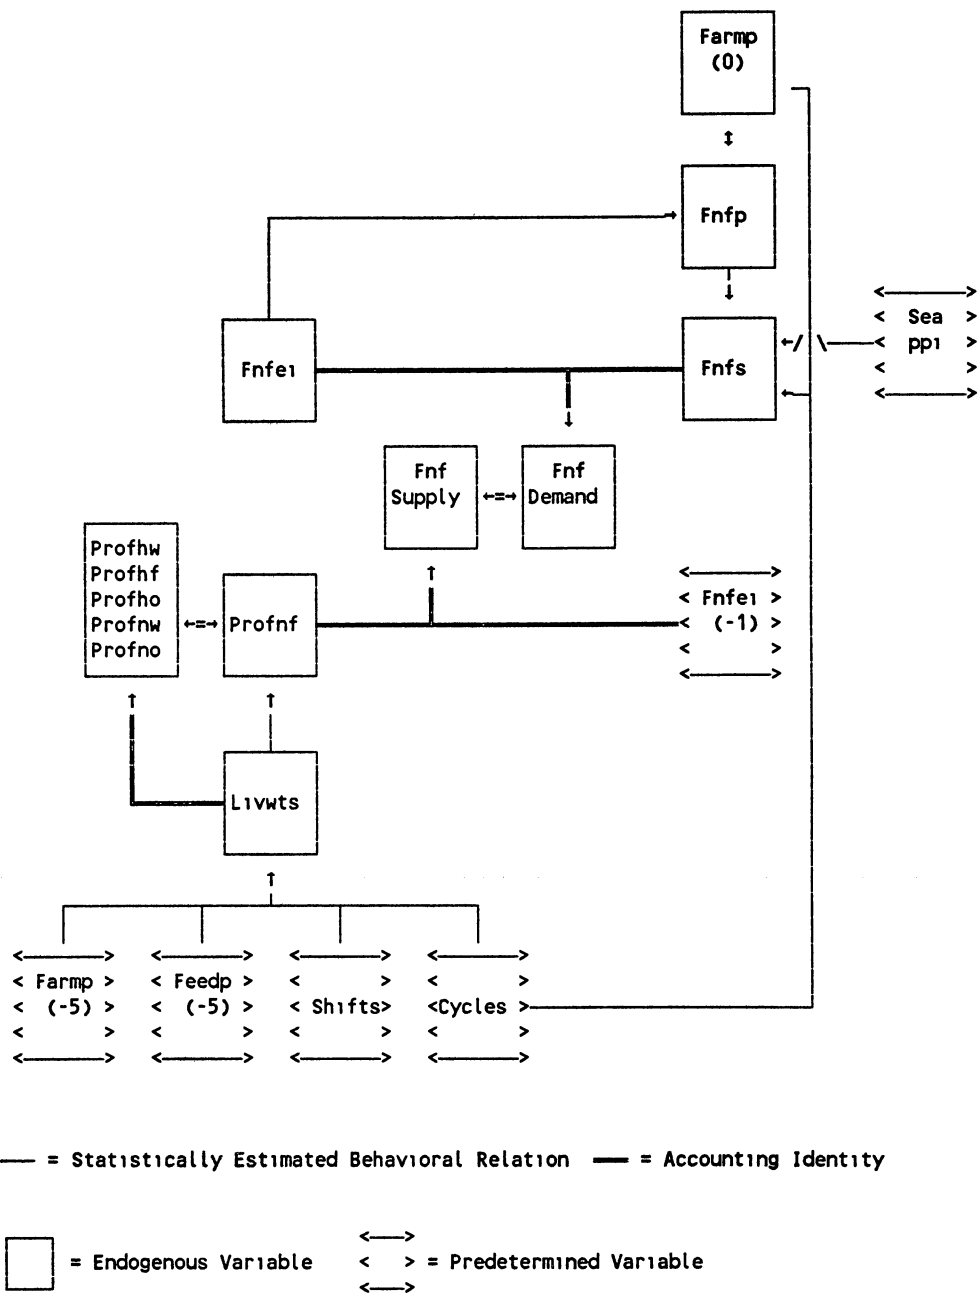 Farmp
(0)
Fnfp
Sea
ppi
Fnfei
Fnfs
Fnf
Supply
Fnf
Demand
Profhw
Profhf
Profho
Profnw
Profno
Profnf
Fnfei
(-1)
Livwts
Farmp
(-5)
Feedp
(-5)
Shifts
Cycles
= Statistically Estimated Behavioral Relation = Accounting Identity
= Endogenous Variable = Predetermined Variable